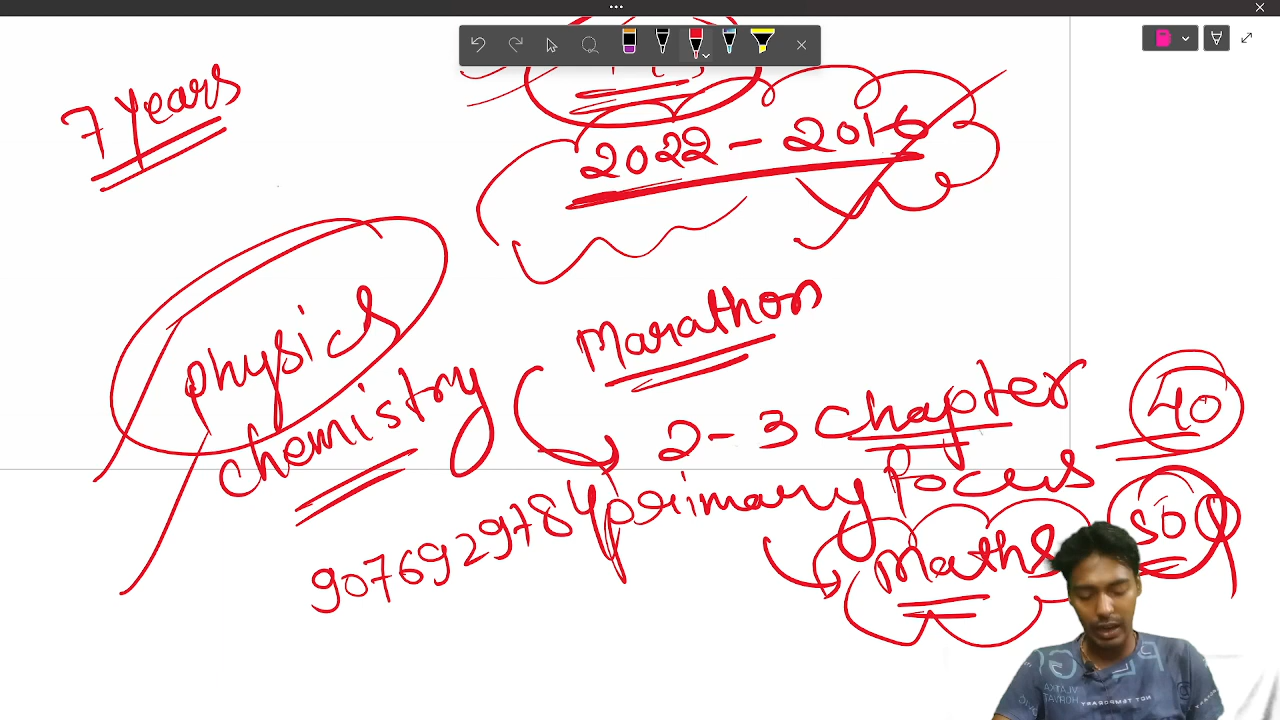 7 years
2022 - 2016
Marathon
physics
chemistry
2-3 chapter
40
primary focus
Maths
50
9076929784